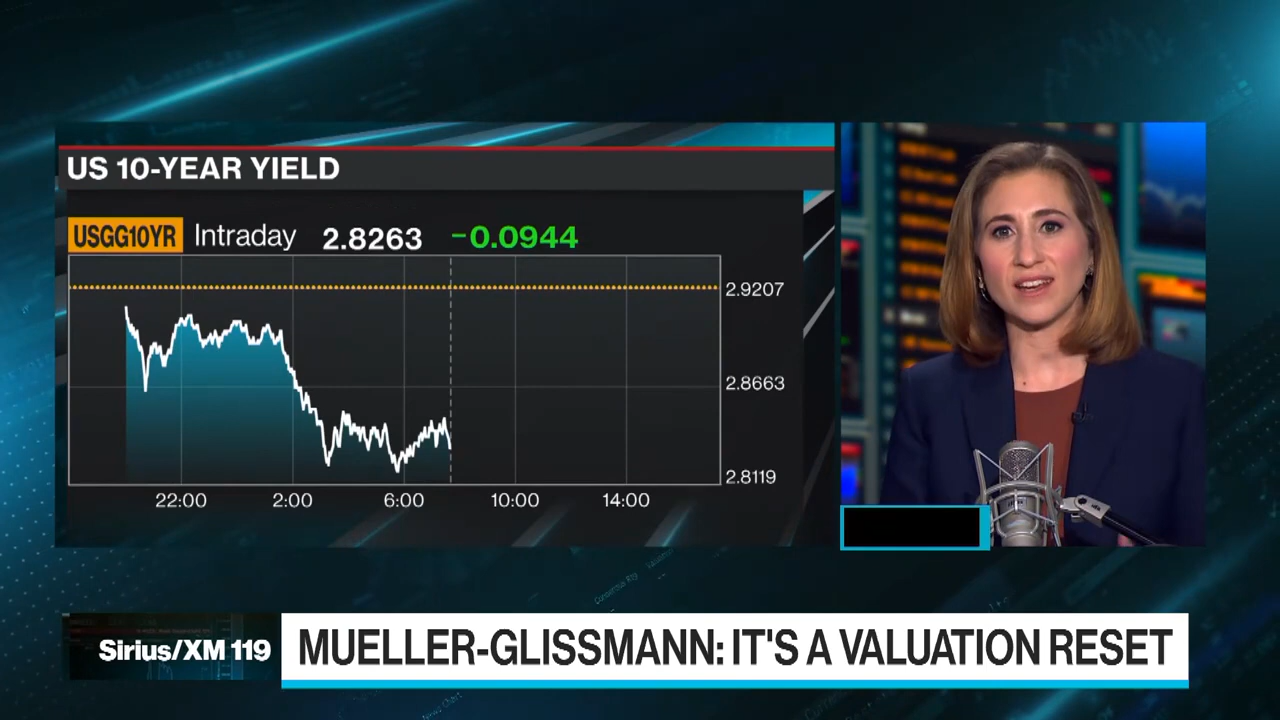 US 10-YEAR YIELD
USGG10YR Intraday 2.8263 -0.0944
2.9207
2.8663
2.8119
22:00 2:00 6:00 10:00 14:00
Sirius/XM 119
MUELLER-GLISSMANN: IT'S A VALUATION RESET